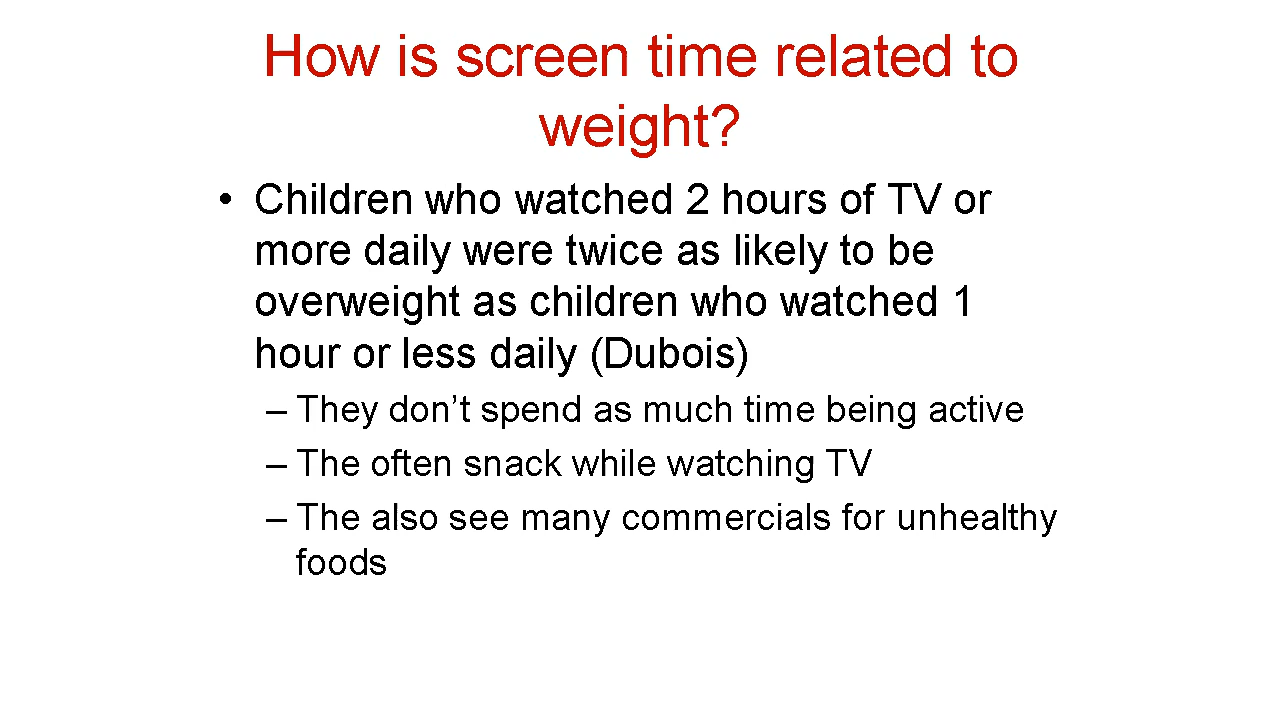 How is screen time related to
weight?
• Children who watched 2 hours of TV or
more daily were twice as likely to be
overweight as children who watched 1
hour or less daily (Dubois)
– They don’t spend as much time being active
– The often snack while watching TV
– The also see many commercials for unhealthy
foods